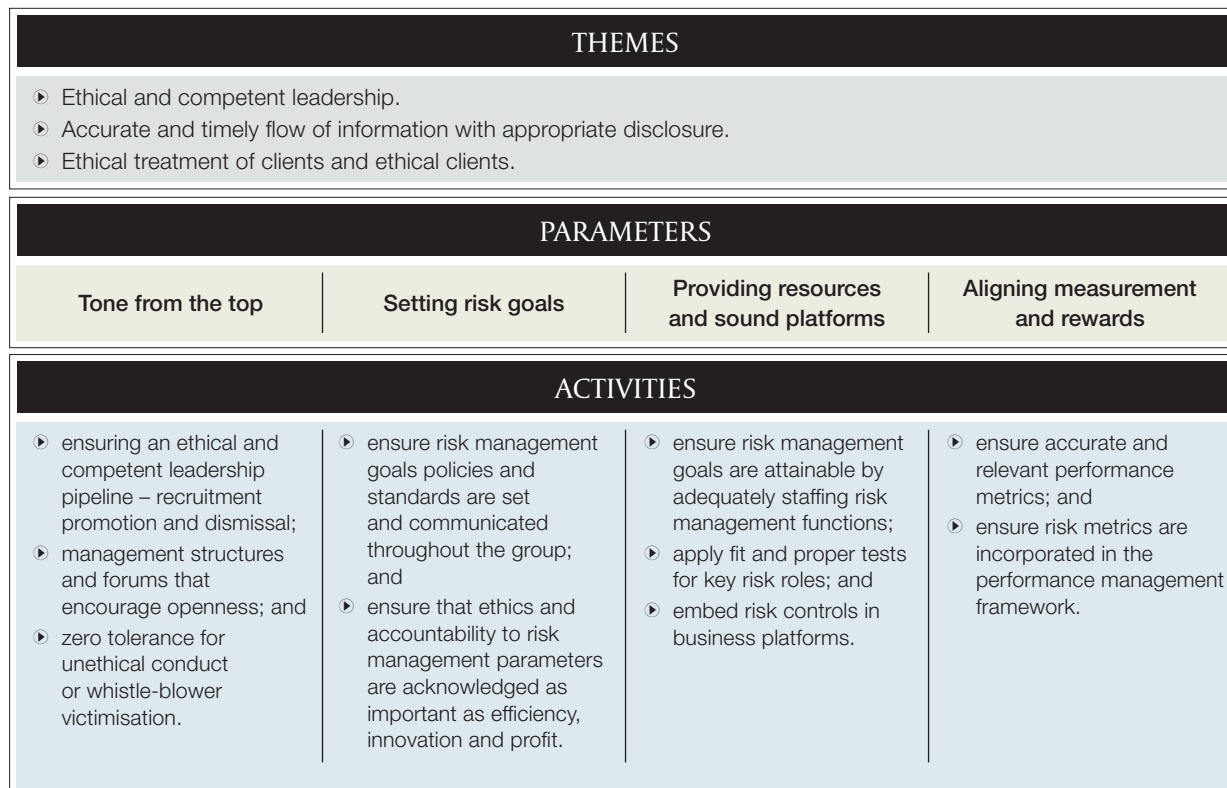 THEMES
Ethical and competent leadership.
Accurate and timely flow of information with appropriate disclosure.
Ethical treatment of clients and ethical clients.
PARAMETERS
Tone from the top
Setting risk goals
Providing resources
and sound platforms
Aligning measurement
and rewards
ACTIVITIES
ensuring an ethical and
competent leadership
pipeline – recruitment
promotion and dismissal;
management structures
and forums that
encourage openness; and
zero tolerance for
unethical conduct
or whistle-blower
victimisation.
ensure risk management
goals policies and
standards are set
and communicated
throughout the group;
and
ensure that ethics and
accountability to risk
management parameters
are acknowledged as
important as efficiency,
innovation and profit.
ensure risk management
goals are attainable by
adequately staffing risk
management functions;
apply fit and proper tests
for key risk roles; and
embed risk controls in
business platforms.
ensure accurate and
relevant performance
metrics; and
ensure risk metrics are
incorporated in the
performance management
framework.